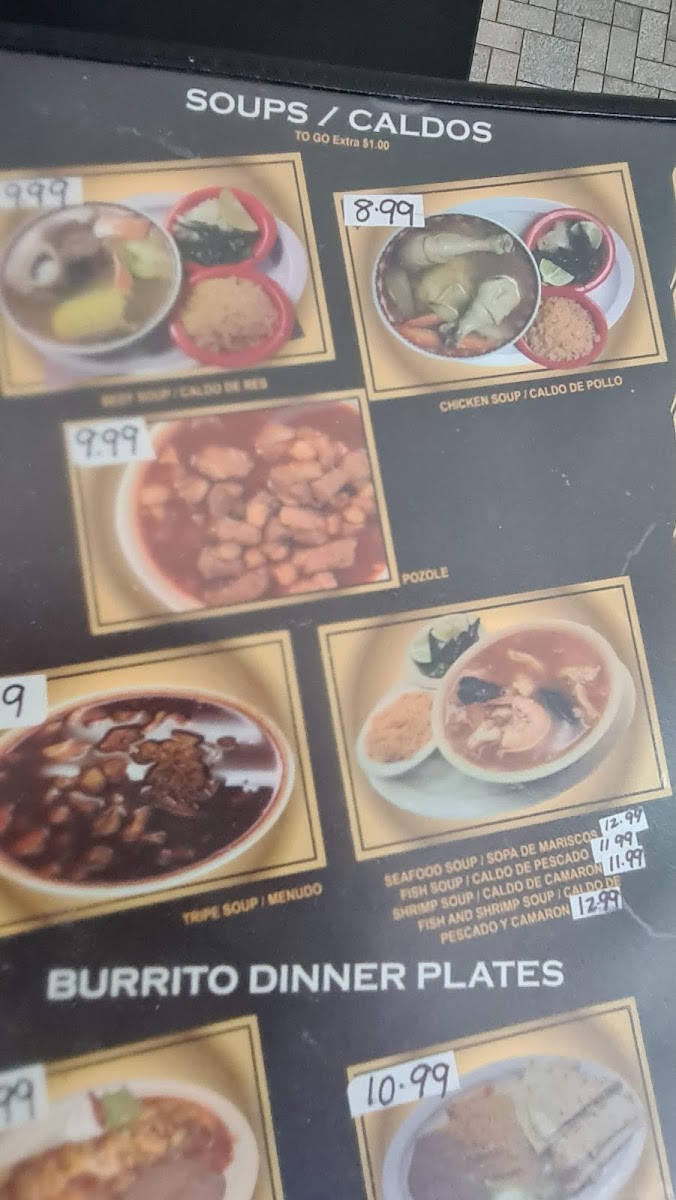 SOUPS / CALDOS
TO GO Extra $1.00
9.99
8.99
BEEF SOUP / CALDO DE RES
CHICKEN SOUP / CALDO DE POLLO
9.99
POZOLE
9
TRIPE SOUP / MENUDO
SEAFOOD SOUP / SOPA DE MARISCOS 12.99
FISH SOUP / CALDO DE PESCADO 11.99
SHRIMP SOUP / CALDO DE CAMARON 11.99
FISH AND SHRIMP SOUP / CALDO DE
PESCADO Y CAMARON 12.99
BURRITO DINNER PLATES
99
10.99